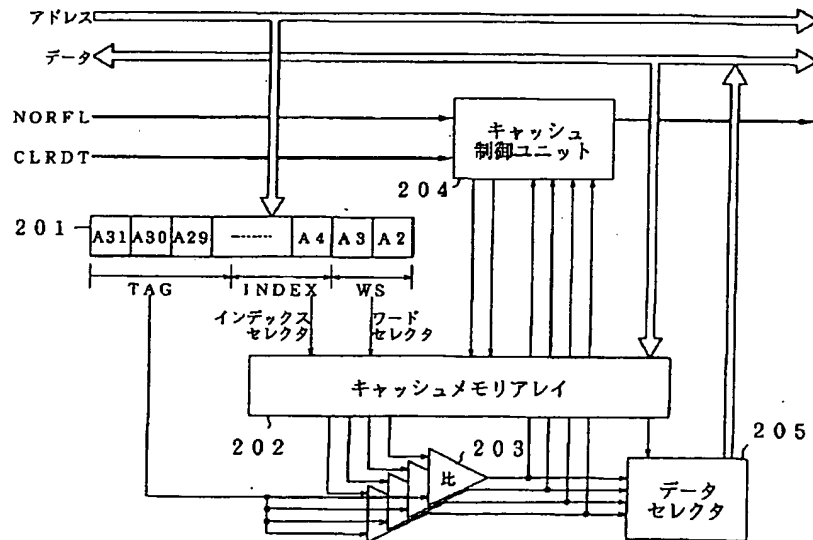 アドレス
データ
NORFL
CLRDT
キャッシュ
制御ユニット
204
201
A31 A30 A29 -------- A4 A3 A2
TAG INDEX WS
インデックス
セレクタ
ワード
セレクタ
キャッシュメモリアレイ
202
203
205
比
データ
セレクタ